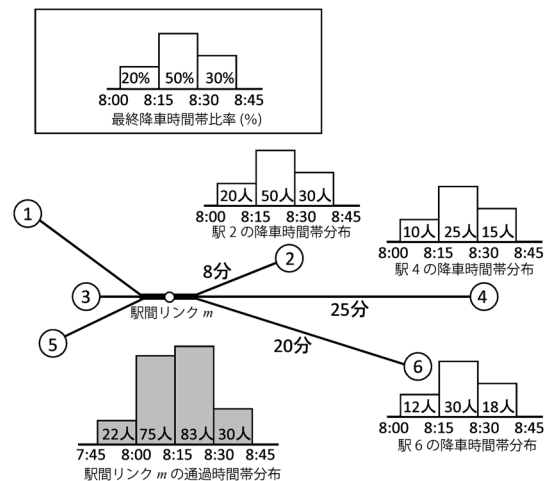 20% 50% 30%
8:00 8:15 8:30 8:45
最終降車時間帯比率 (%)
20人 50人 30人
8:00 8:15 8:30 8:45
駅 2 の降車時間帯分布
10人 25人 15人
8:00 8:15 8:30 8:45
駅 4 の降車時間帯分布
1
2
8分
3
駅間リンク m
4
25分
5
20分
6
22人 75人 83人 30人
7:45 8:00 8:15 8:30 8:45
駅間リンク m の通過時間帯分布
12人 30人 18人
8:00 8:15 8:30 8:45
駅 6 の降車時間帯分布